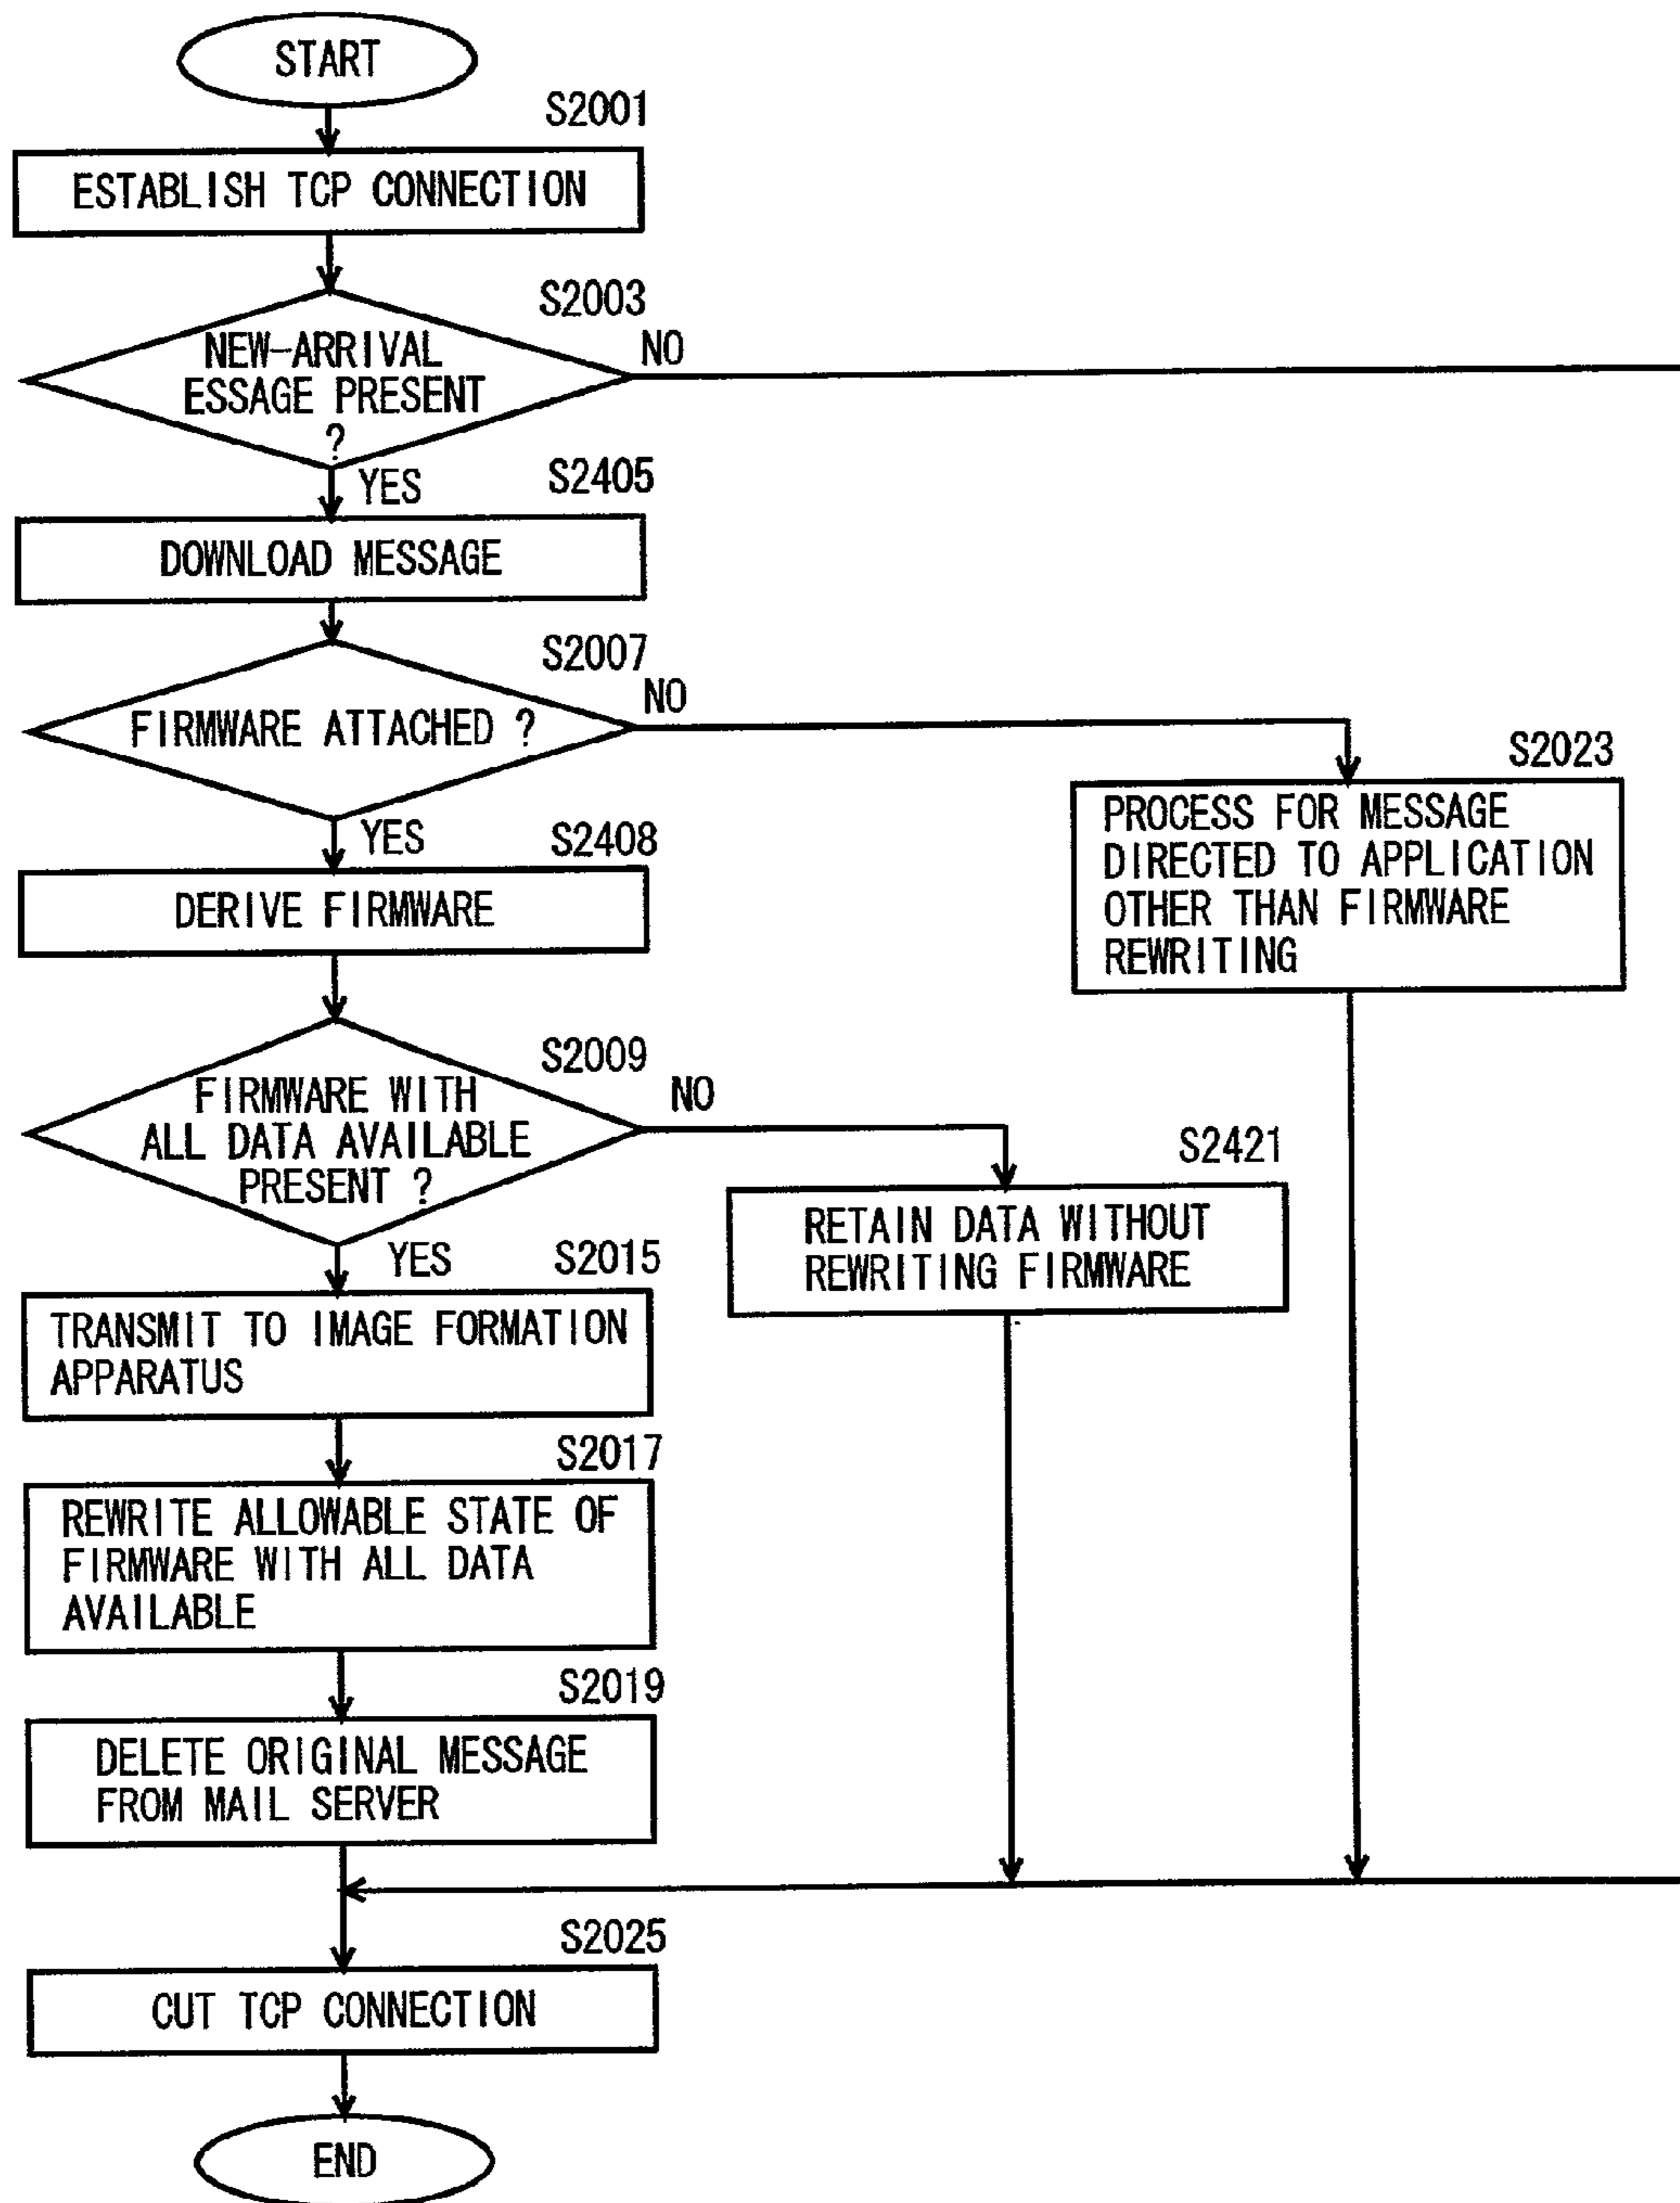 START
S2001
ESTABLISH TCP CONNECTION
S2003
NEW-ARRIVAL
ESSAGE PRESENT
?
NO
YES
S2405
DOWNLOAD MESSAGE
S2007
FIRMWARE ATTACHED ?
NO
YES
S2023
PROCESS FOR MESSAGE
DIRECTED TO APPLICATION
OTHER THAN FIRMWARE
REWRITING
S2408
DERIVE FIRMWARE
S2009
FIRMWARE WITH
ALL DATA AVAILABLE
PRESENT ?
NO
YES
S2421
RETAIN DATA WITHOUT
REWRITING FIRMWARE
S2015
TRANSMIT TO IMAGE FORMATION
APPARATUS
S2017
REWRITE ALLOWABLE STATE OF
FIRMWARE WITH ALL DATA
AVAILABLE
S2019
DELETE ORIGINAL MESSAGE
FROM MAIL SERVER
S2025
CUT TCP CONNECTION
END